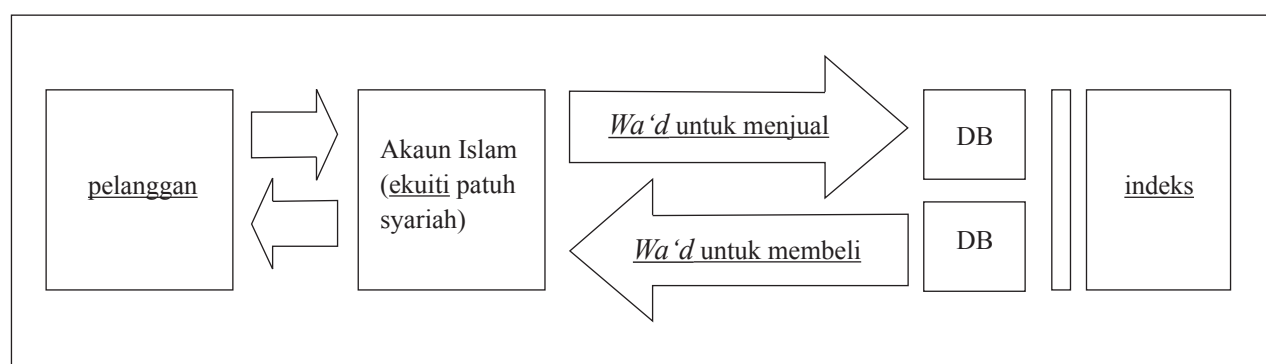 pelanggan
Akaun Islam
(ekuiti patuh
syariah)
Wa‘d untuk menjual
Wa‘d untuk membeli
DB
DB
indeks